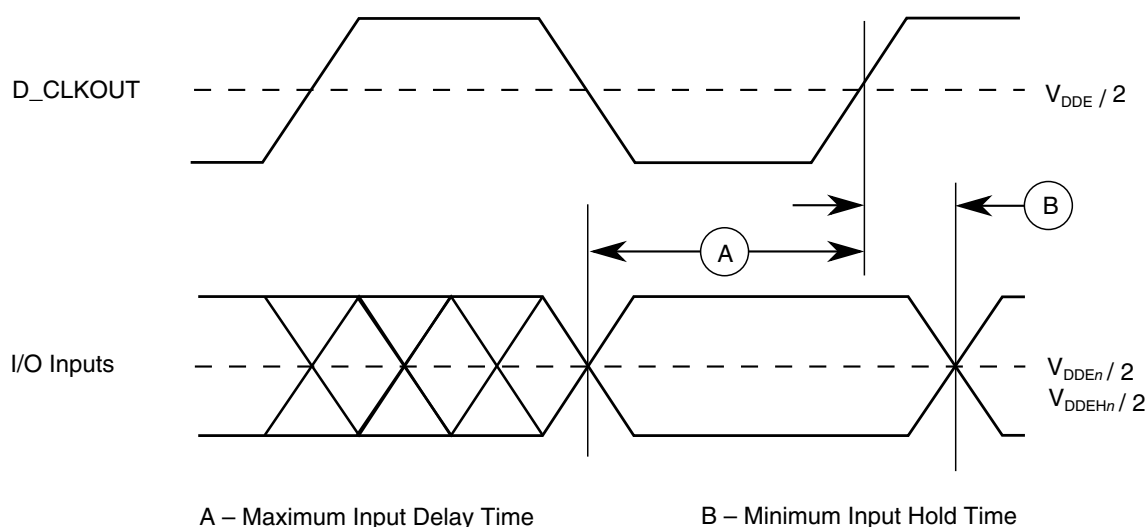 D_CLKOUT
V_DDE / 2
B
A
I/O Inputs
V_DDEn / 2
V_DDEHn / 2
A – Maximum Input Delay Time
B – Minimum Input Hold Time